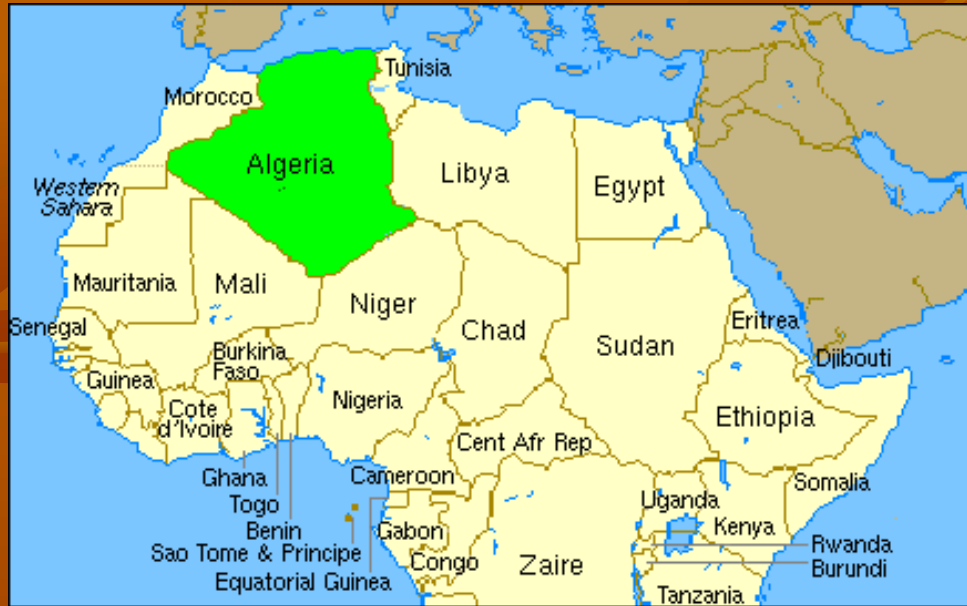 Tunisia
Morocco
Algeria
Libya
Egypt
Western
Sahara
Mauritania
Mali
Niger
Chad
Sudan
Eritrea
Senegal
Djibouti
Burkina
Faso
Guinea
Nigeria
Cote
d'Ivoire
Ethiopia
Cent Afr Rep
Ghana
Cameroon
Somalia
Togo
Uganda
Benin
Gabon
Kenya
Sao Tome & Principe
Rwanda
Congo
Zaire
Burundi
Equatorial Guinea
Tanzania